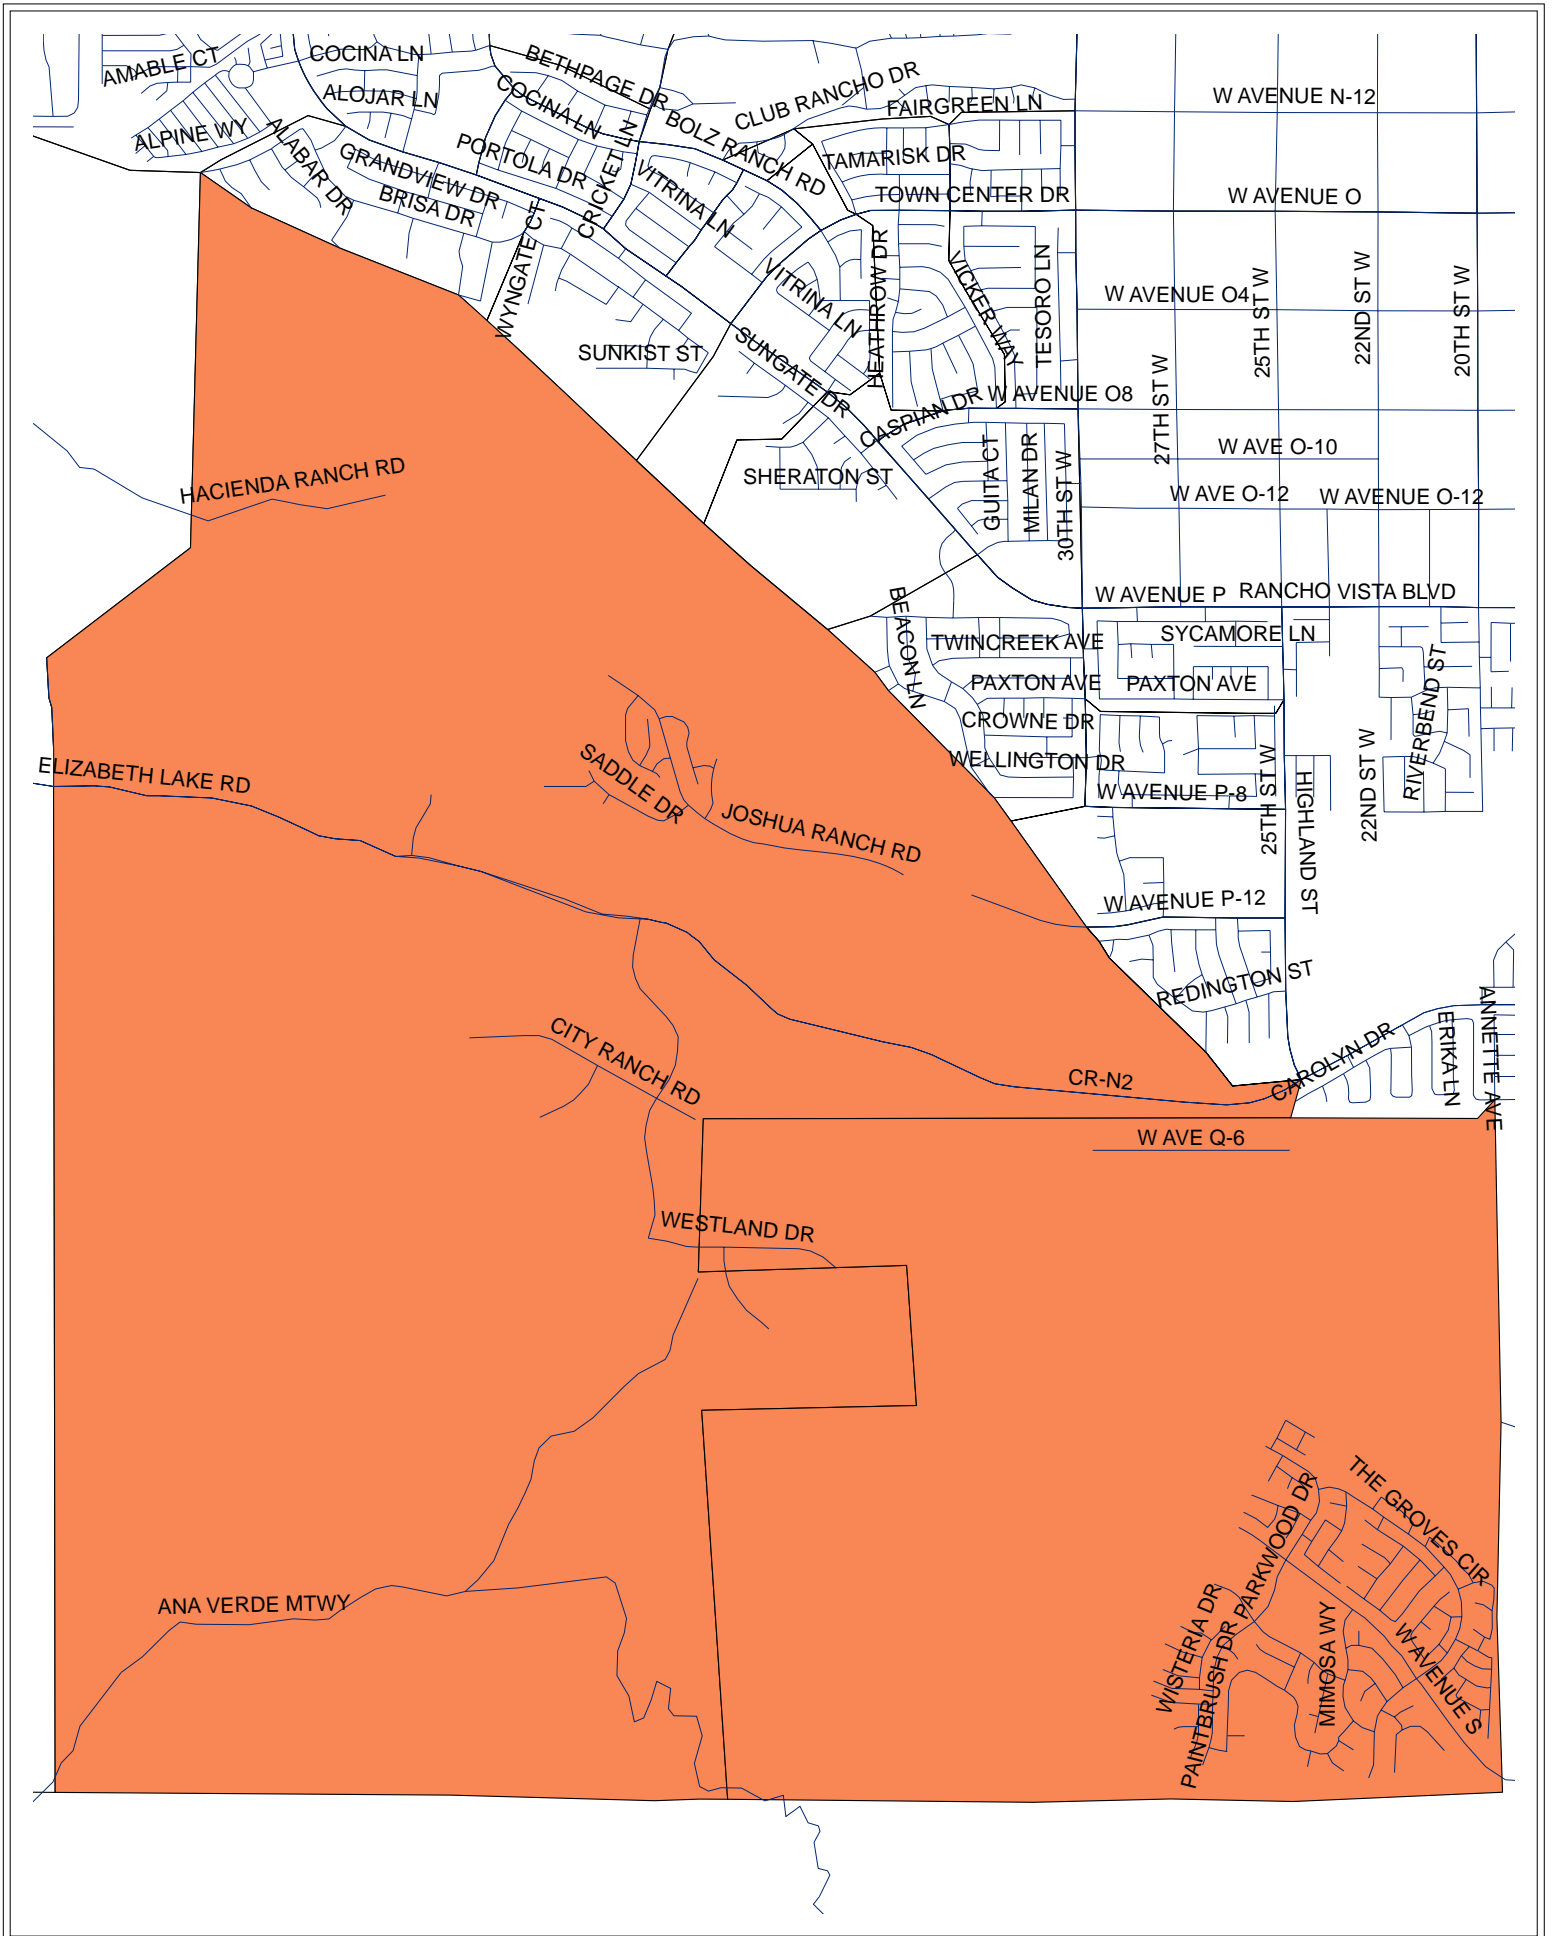 AMABLE CT
COCINA LN
BETHPAGE DR
CLUB RANCHO DR
FAIRGREEN LN
W AVENUE N-12
ALOJAR LN
COCINA LN
BOLZ RANCH RD
ALPINE WY
ALABAR DR
GRANDVIEW DR
PORTOLA DR
CRICKET LN
VITRINA LN
TAMARISK DR
BRISA DR
TOWN CENTER DR
W AVENUE O
WYNGATE CT
VITRINA LN
HEATHROW DR
VICKER WAY
TESORO LN
W AVENUE O4
25TH ST W
22ND ST W
20TH ST W
SUNKIST ST
SUNGATE DR
CASPIAN DR
W AVENUE O8
27TH ST W
W AVE O-10
HACIENDA RANCH RD
SHERATON ST
GUITA CT
MILAN DR
30TH ST W
W AVE O-12
W AVENUE O-12
BEACON LN
W AVENUE P
RANCHO VISTA BLVD
TWINCREEK AVE
SYCAMORE LN
PAXTON AVE
PAXTON AVE
RIVERBEND ST
CROWNE DR
WELLINGTON DR
ELIZABETH LAKE RD
SADDLE DR
JOSHUA RANCH RD
W AVENUE P-8
25TH ST W
HIGHLAND ST
22ND ST W
W AVENUE P-12
REDINGTON ST
CITY RANCH RD
CR-N2
CAROLYN DR
ERIKA LN
ANNETTE AVE
W AVE Q-6
WESTLAND DR
THE GROVES CIR
PARKWOOD DR
ANA VERDE MTWY
WISTERIA DR
PAINTBRUSH DR
MIMOSA WY
W AVENUE S